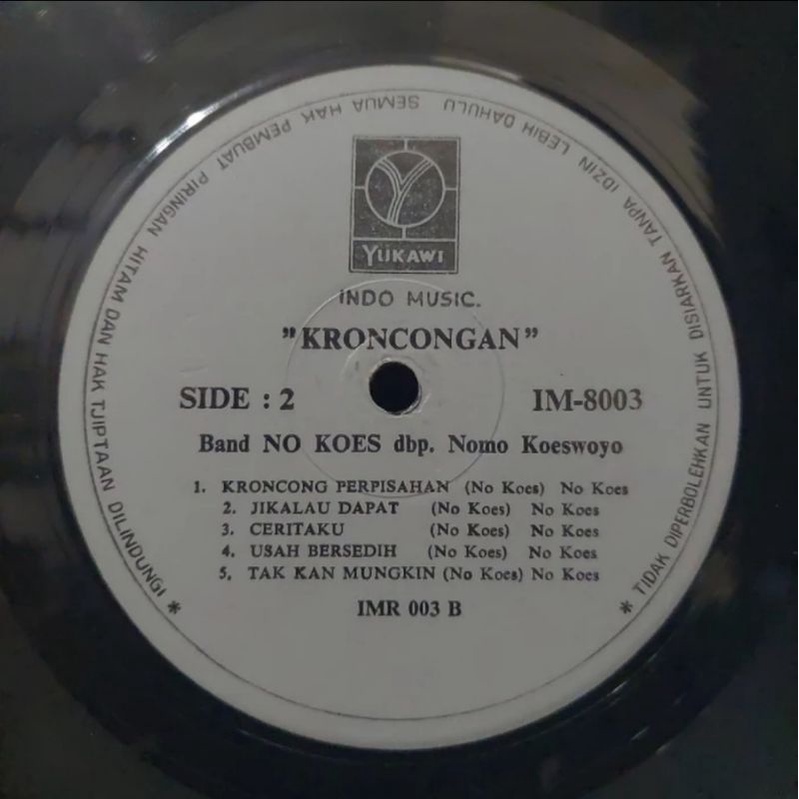 SEMUA HAK PEMBUAT PIRINGAN HITAM DAN HAK TJIPTAAN DILINDUNGI *
* TIDAK DIPERBOLEHKAN UNTUK DISIARKAN TANPA IDZIN LEBIH DAHULU
YUKAWI
INDO MUSIC.
"KRONCONGAN"
SIDE : 2 IM-8003
Band NO KOES dbp. Nomo Koeswoyo
1. KRONCONG PERPISAHAN (No Koes) No Koes
2. JIKALAU DAPAT (No Koes) No Koes
3. CERITAKU (No Koes) No Koes
4. USAH BERSEDIH (No Koes) No Koes
5. TAK KAN MUNGKIN (No Koes) No Koes
IMR 003 B